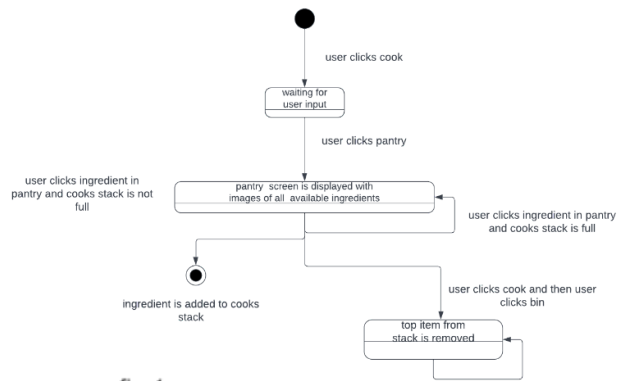 user clicks cook
waiting for
user input
user clicks pantry
user clicks ingredient in
pantry and cooks stack is not
full
pantry screen is displayed with
images of all available ingredients
user clicks ingredient in pantry
and cooks stack is full
ingredient is added to cooks
stack
user clicks cook and then user
clicks bin
top item from
stack is removed